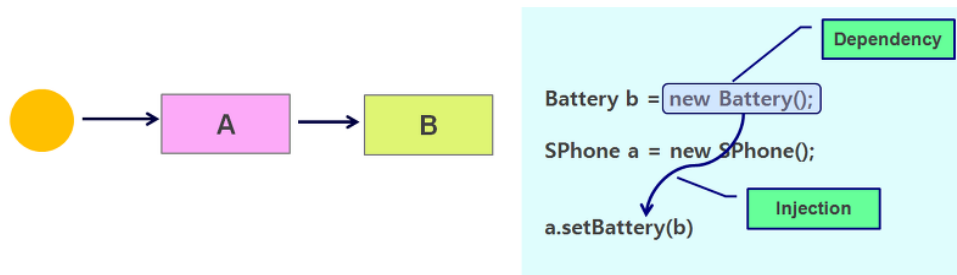 A
B
Dependency
Battery b = new Battery();
SPhone a = new SPhone();
Injection
a.setBattery(b)